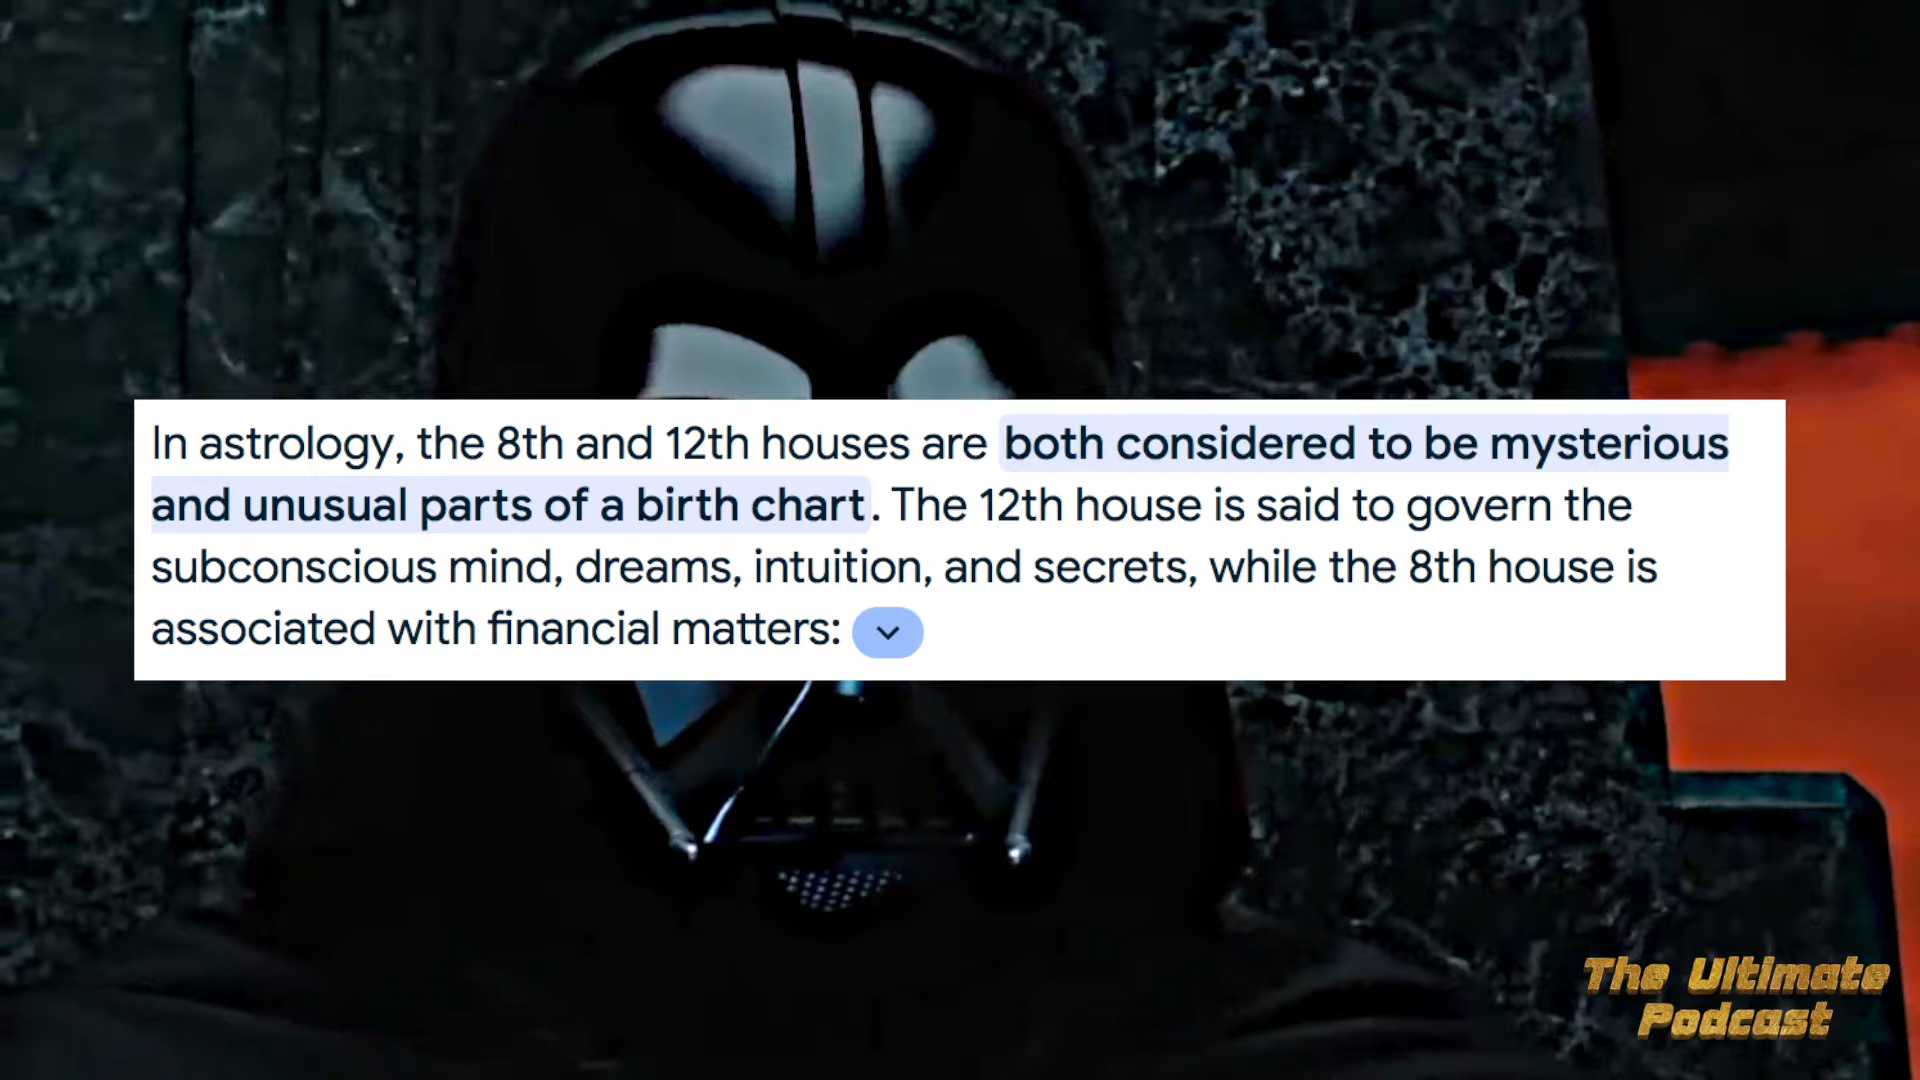 In astrology, the 8th and 12th houses are both considered to be mysterious
and unusual parts of a birth chart. The 12th house is said to govern the
subconscious mind, dreams, intuition, and secrets, while the 8th house is
associated with financial matters:
The Ultimate
Podcast